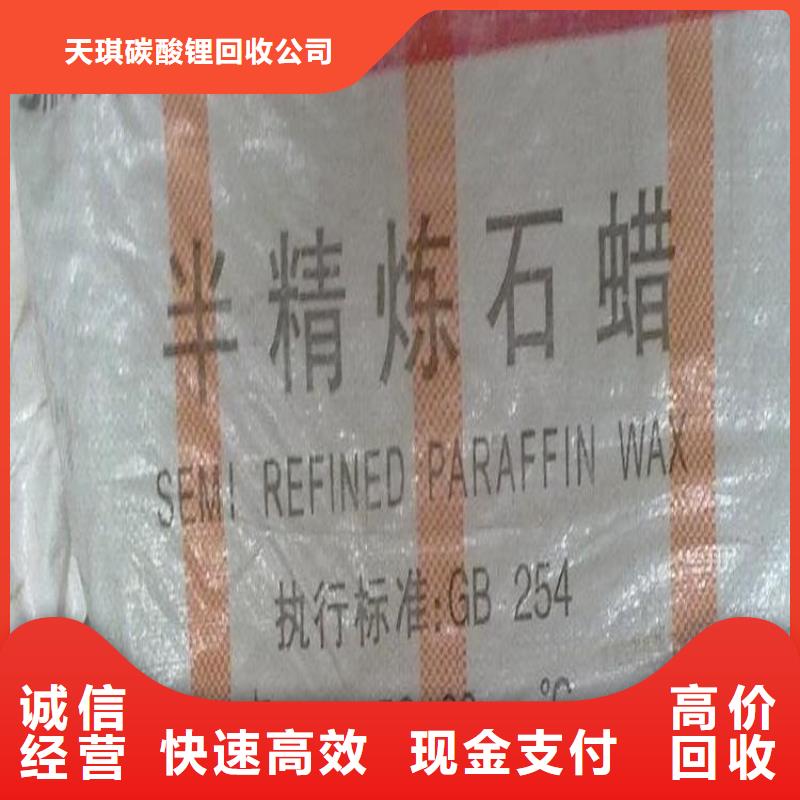 天琪碳酸锂回收公司
半精炼石蜡
SEMI REFINED PARAFFIN WAX
执行标准:GB 254
℃
诚信经营 快速高效 现金支付 高价回收